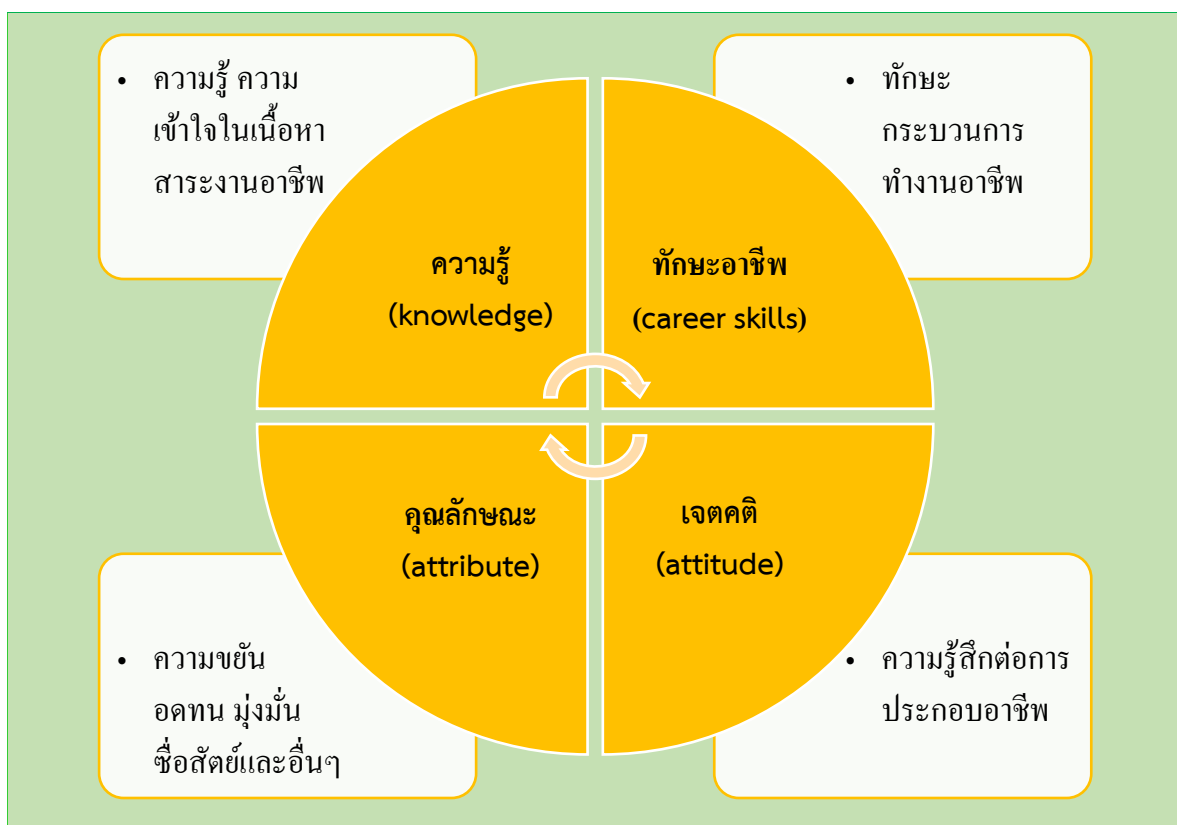 • ความรู้ ความ
เข้าใจในเนื้อหา
สาระงานอาชีพ
• ทักษะ
กระบวนการ
ทำงานอาชีพ
ความรู้
(knowledge)
ทักษะอาชีพ
(career skills)
คุณลักษณะ
(attribute)
เจตคติ
(attitude)
• ความขยัน
อดทน มุ่งมั่น
ซื่อสัตย์และอื่นๆ
• ความรู้สึกต่อการ
ประกอบอาชีพ